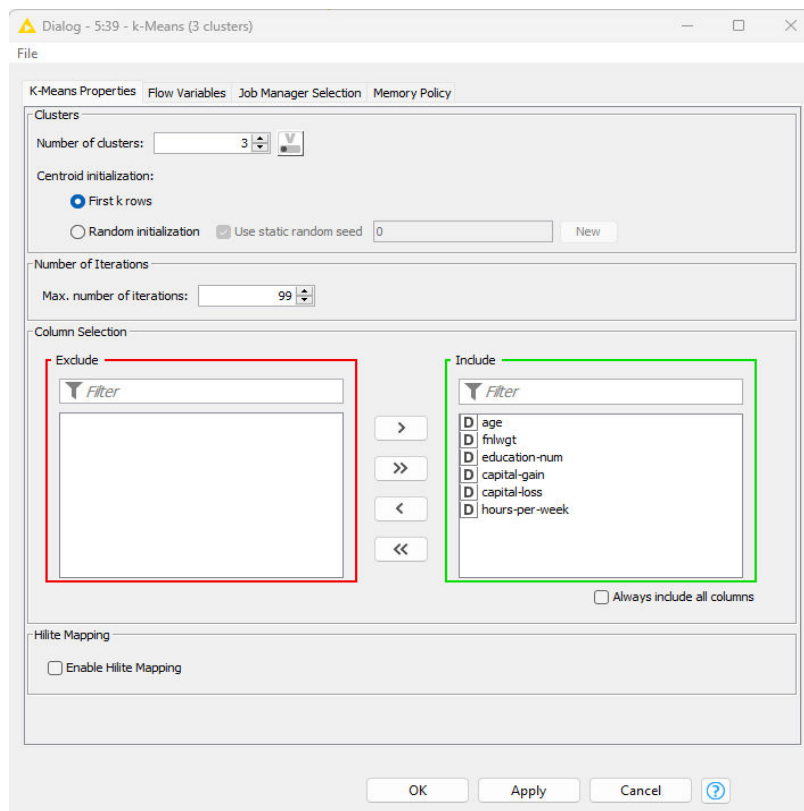 Dialog - 5:39 - k-Means (3 clusters)
File
K-Means Properties Flow Variables Job Manager Selection Memory Policy
Clusters
Number of clusters: 3 V
Centroid initialization:
First k rows
Random initialization Use static random seed 0 New
Number of Iterations
Max. number of iterations: 99
Column Selection
Exclude Include
Filter Filter
> D age
D fnlwgt
>> D education-num
D capital-gain
D capital-loss
< D hours-per-week
<<
Always include all columns
Hilite Mapping
Enable Hilite Mapping
OK Apply Cancel ?